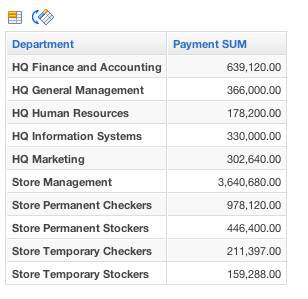 Department Payment SUM
HQ Finance and Accounting 639,120.00
HQ General Management 366,000.00
HQ Human Resources 178,200.00
HQ Information Systems 330,000.00
HQ Marketing 302,640.00
Store Management 3,640,680.00
Store Permanent Checkers 978,120.00
Store Permanent Stockers 446,400.00
Store Temporary Checkers 211,397.00
Store Temporary Stockers 159,288.00